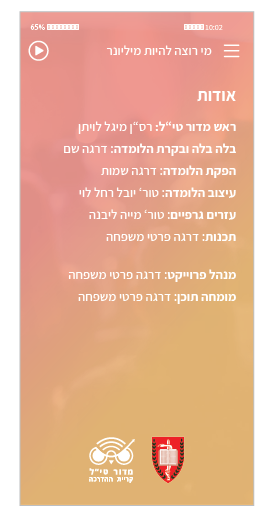 65% 10:02
מי רוצה להיות מיליונר
אודות
ראש מדור טי״ל: רס״ן מיגל לויתן
בלה בלה ובקרת הלומדה: דרגה שם
הפקת הלומדה: דרגה שמות
עיצוב הלומדה: טור׳ יובל רחל לוי
עזרים גרפיים: טור׳ מייה ליבנה
תכנות: דרגה פרטי משפחה
מנהל פרוייקט: דרגה פרטי משפחה
מומחה תוכן: דרגה פרטי משפחה
מדור טי״ל
קריית ההדרכה